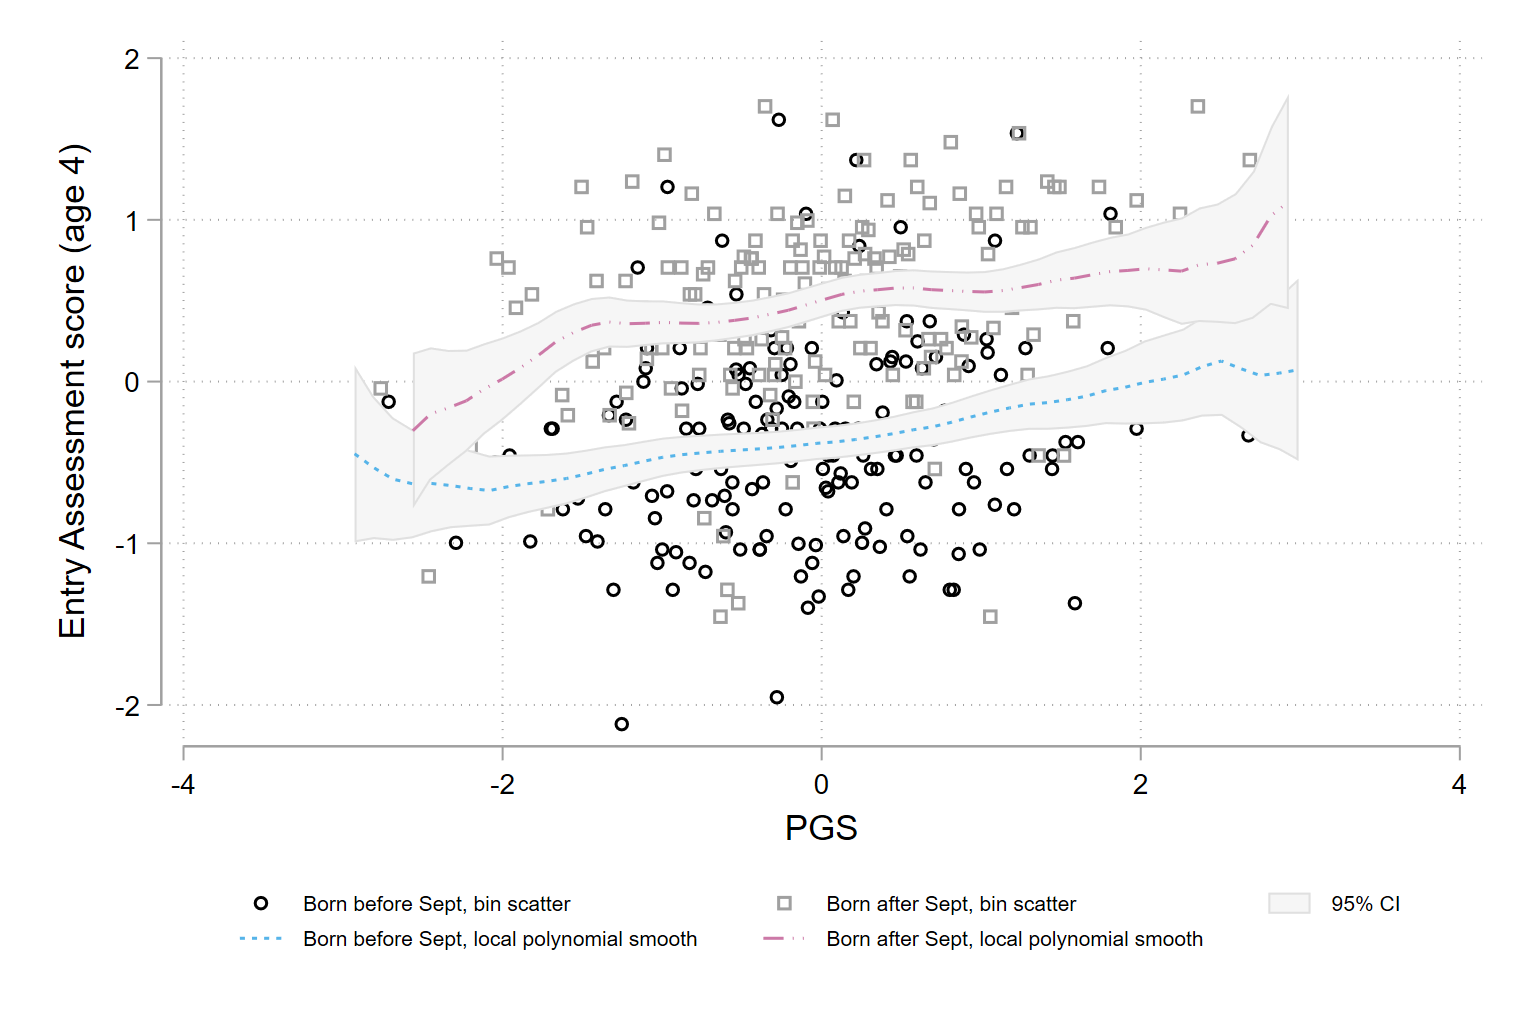 Entry Assessment score (age 4)
2
1
0
-1
-2
-4
-2
0
2
4
PGS
Born before Sept, bin scatter
Born after Sept, bin scatter
95% CI
Born before Sept, local polynomial smooth
Born after Sept, local polynomial smooth